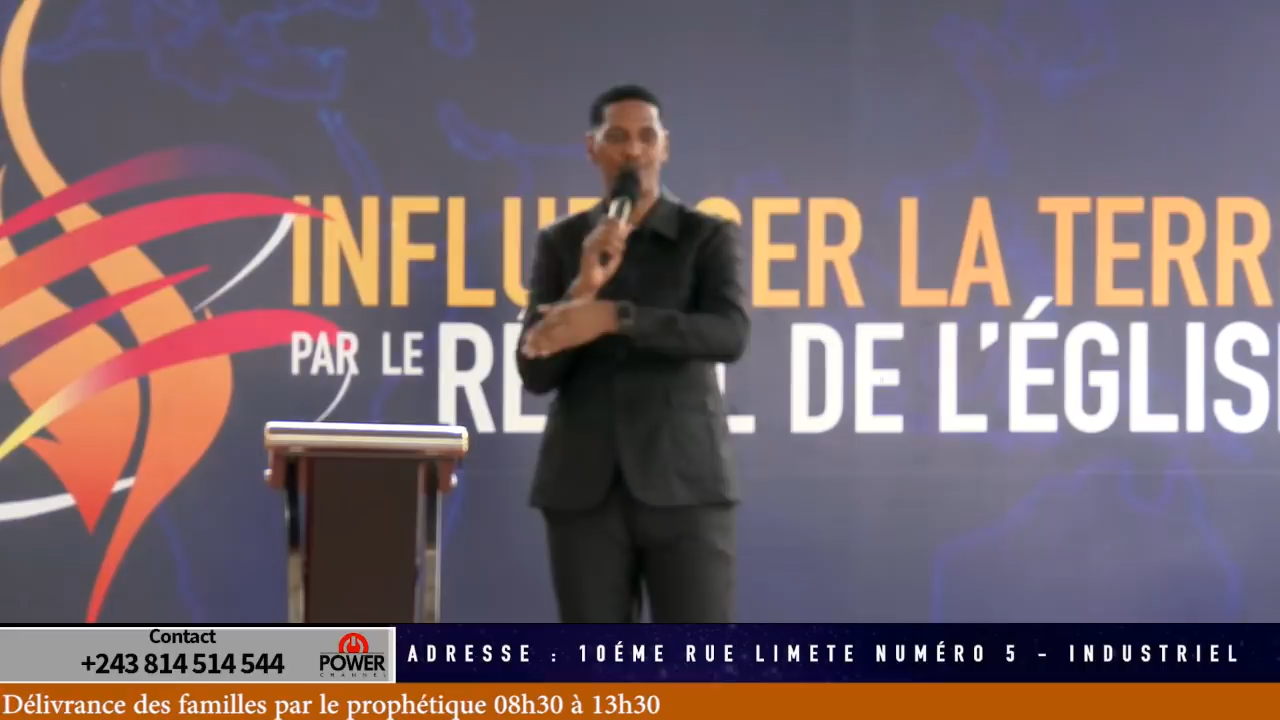 INFLU CER LA TERR
PAR LE RÉ L DE L'ÉGLIS
Contact
+243 814 514 544
POWER
CHANNEL
ADRESSE : 10ÉME RUE LIMETE NUMÉRO 5 - INDUSTRIEL
Délivrance des familles par le prophétique 08h30 à 13h30